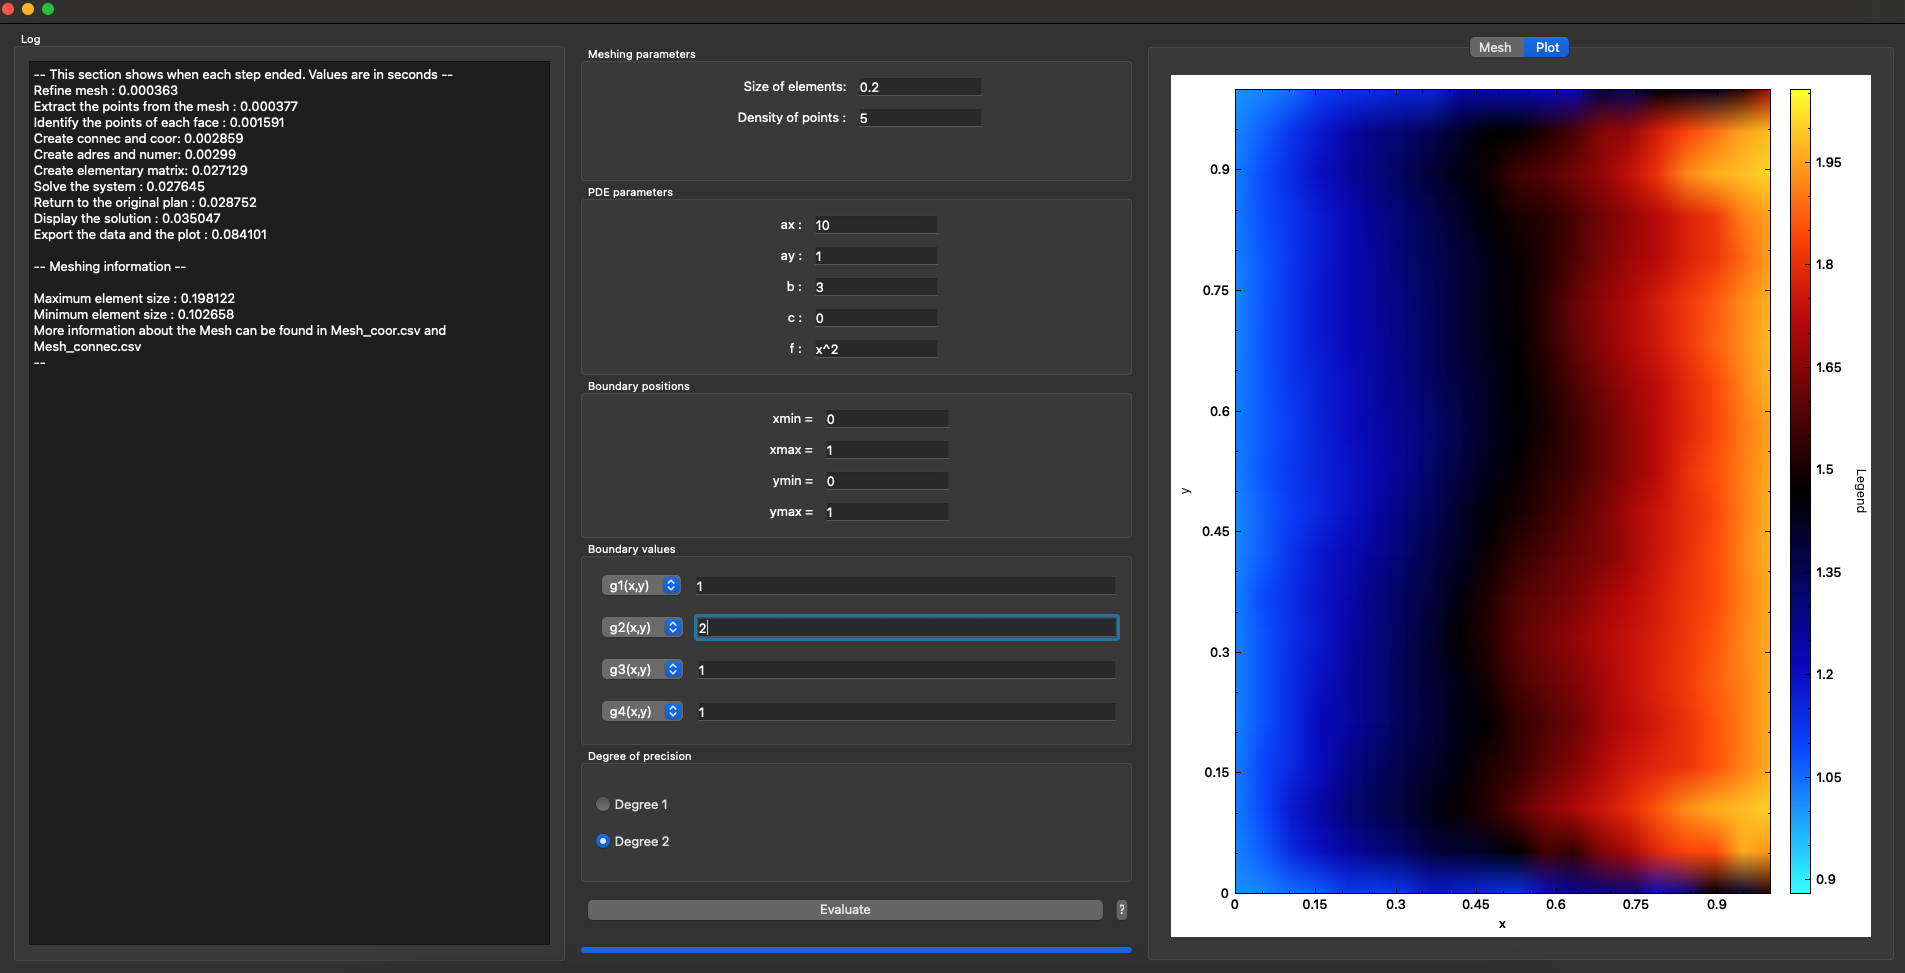 Log
-- This section shows when each step ended. Values are in seconds --
Refine mesh : 0.000363
Extract the points from the mesh : 0.000377
Identify the points of each face : 0.001591
Create connec and coor: 0.002859
Create adres and numer: 0.00299
Create elementary matrix: 0.027129
Solve the system : 0.027645
Return to the original plan : 0.028752
Display the solution : 0.035047
Export the data and the plot : 0.084101
-- Meshing information --
Maximum element size : 0.198122
Minimum element size : 0.102658
More information about the Mesh can be found in Mesh_coor.csv and
Mesh_connec.csv
--
Meshing parameters
Size of elements: 0.2
Density of points : 5
PDE parameters
ax : 10
ay : 1
b : 3
c : 0
f : x^2
Boundary positions
xmin = 0
xmax = 1
ymin = 0
ymax = 1
Boundary values
g1(x,y) 1
g2(x,y) 2
g3(x,y) 1
g4(x,y) 1
Degree of precision
Degree 1
Degree 2
Evaluate ?
Mesh Plot
y
0.9
0.75
0.6
0.45
0.3
0.15
0
0 0.15 0.3 0.45 0.6 0.75 0.9
x
1.95
1.8
1.65
1.5
1.35
1.2
1.05
0.9
Legend